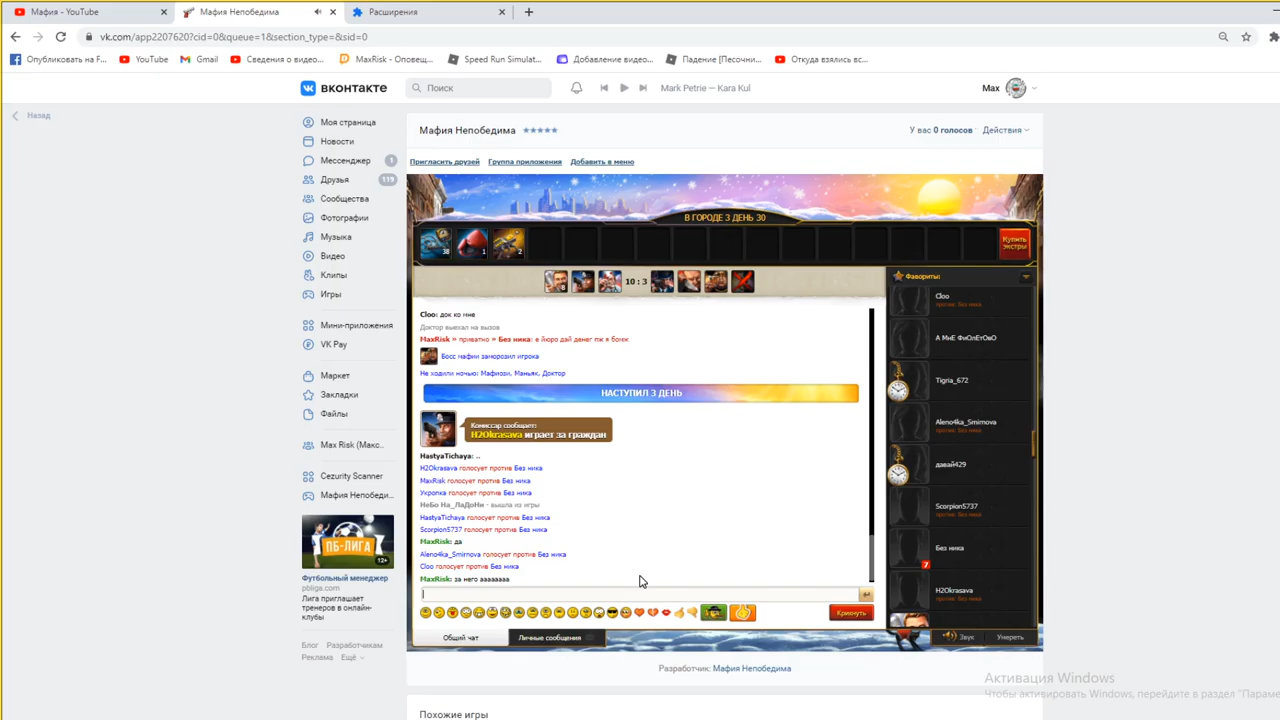 Мафия - YouTube
Мафия Непобедима
Расширения
vk.com/app2207620?cid=0&queue=1&section_type=&sid=0
Опубликовать на F...
YouTube
Gmail
Сведения о видео...
MaxRisk - Оповещ...
Speed Run Simulat...
Добавление видео...
Падение [Песочни...
Откуда взялись вс...
вконтакте
Поиск
Mark Petrie — Kara Kul
Max
Назад
Моя страница
Новости
Мессенджер 1
Друзья 119
Сообщества
Фотографии
Музыка
Видео
Клипы
Игры
Мини-приложения
VK Pay
Маркет
Закладки
Файлы
Max Risk (Макс...
Cezurity Scanner
Мафия Непобеди...
ПБ-ЛИГА
12+
Футбольный менеджер
pbliga.com
Лига приглашает
тренеров в онлайн-
клубы
Блог Разработчикам
Реклама Ещё
Мафия Непобедима
У вас 0 голосов
Действия
Пригласить друзей
Группа приложения
Добавить в меню
В ГОРОДЕ 3 ДЕНЬ 30
38
1
2
Купить
экстры
8
10 : 3
Cloo: док ко мне
Доктор выехал на вызов
MaxRisk » приватно » Без ника: в йюро дай денег пж я бомж
Босс мафии заморозил игрока
Не ходили ночью: Мафиози, Маньяк, Доктор
НАСТУПИЛ 3 ДЕНЬ
Комиссар сообщает:
H2Okrasava играет за граждан
HastyaTichaya: ..
H2Okrasava голосует против Без ника
MaxRisk голосует против Без ника
Укропка голосует против Без ника
НеБо На_ЛаДоНи - вышла из игры
HastyaTichaya голосует против Без ника
Scorpion5737 голосует против Без ника
MaxRisk: да
Aleno4ka_Smirnova голосует против Без ника
Cloo голосует против Без ника
MaxRisk: за него аааааааа
Крикнуть
Общий чат
Личные сообщения
Фавориты:
Cloo
против: Без ника
А МнЕ ФиОлЕтОвО
Tigria_672
Aleno4ka_Smirnova
против: Без ника
давай429
Scorpion5737
против: Без ника
Без ника
7
H2Okrasava
против: Без ника
Звук
Умереть
Разработчик: Мафия Непобедима
Похожие игры
Активация Windows
Чтобы активировать Windows, перейдите в раздел "Параме